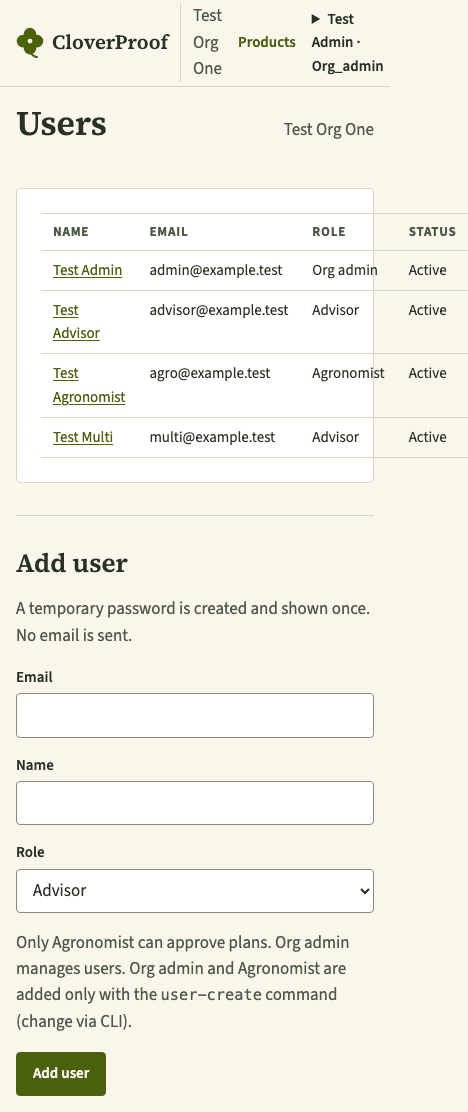 CloverProof
Test Org One
Products
▶ Test Admin · Org_admin
Users
Test Org One
NAME EMAIL ROLE STATUS
Test Admin admin@example.test Org admin Active
Test Advisor advisor@example.test Advisor Active
Test Agronomist agro@example.test Agronomist Active
Test Multi multi@example.test Advisor Active
Add user
A temporary password is created and shown once.
No email is sent.
Email
Name
Role
Advisor
Only Agronomist can approve plans. Org admin
manages users. Org admin and Agronomist are
added only with the user-create command
(change via CLI).
Add user